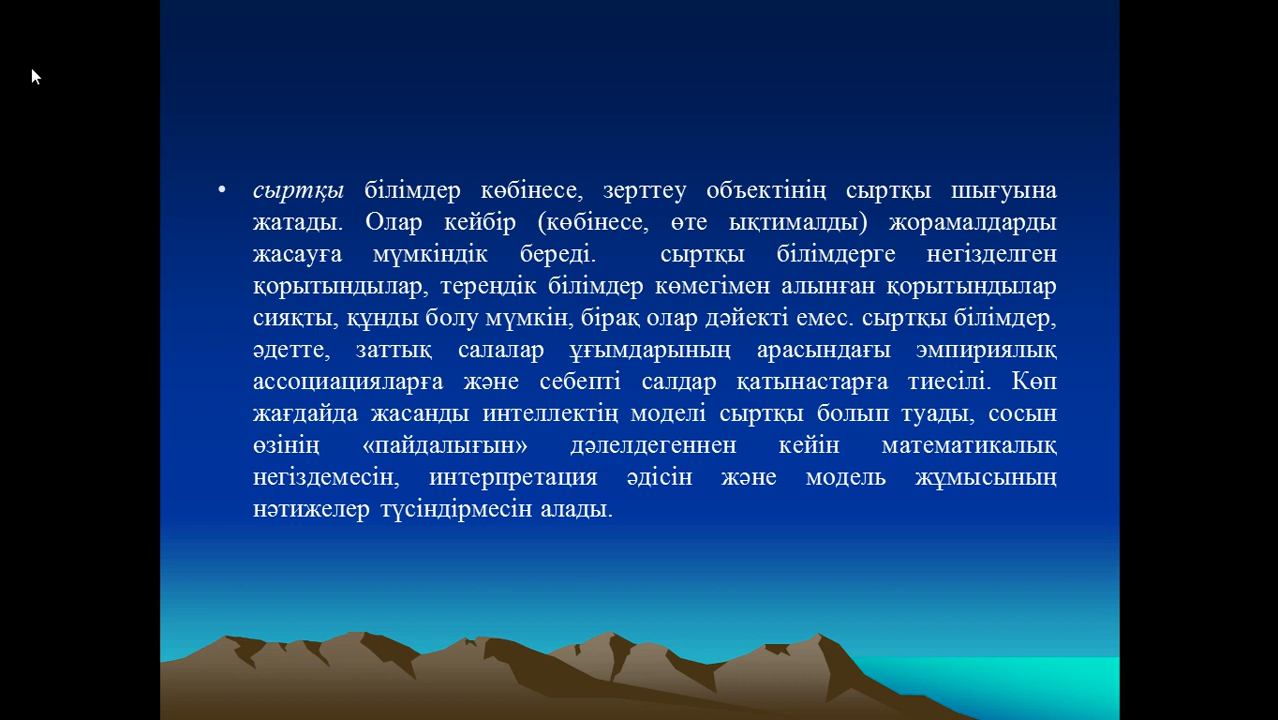 • сыртқы білімдер көбінесе, зерттеу объектінің сыртқы шығуына
жатады. Олар кейбір (көбінесе, өте ықтималды) жорамалдарды
жасауға мүмкіндік береді. сыртқы білімдерге негізделген
қорытындылар, тереңдік білімдер көмегімен алынған қорытындылар
сияқты, құнды болу мүмкін, бірақ олар дәйекті емес. сыртқы білімдер,
әдетте, заттық салалар ұғымдарының арасындағы эмпириялық
ассоциацияларға және себепті салдар қатынастарға тиесілі. Көп
жағдайда жасанды интеллектің моделі сыртқы болып туады, сосын
өзінің «пайдалығын» дәлелдегеннен кейін математикалық
негіздемесін, интерпретация әдісін және модель жұмысының
нәтижелер түсіндірмесін алады.